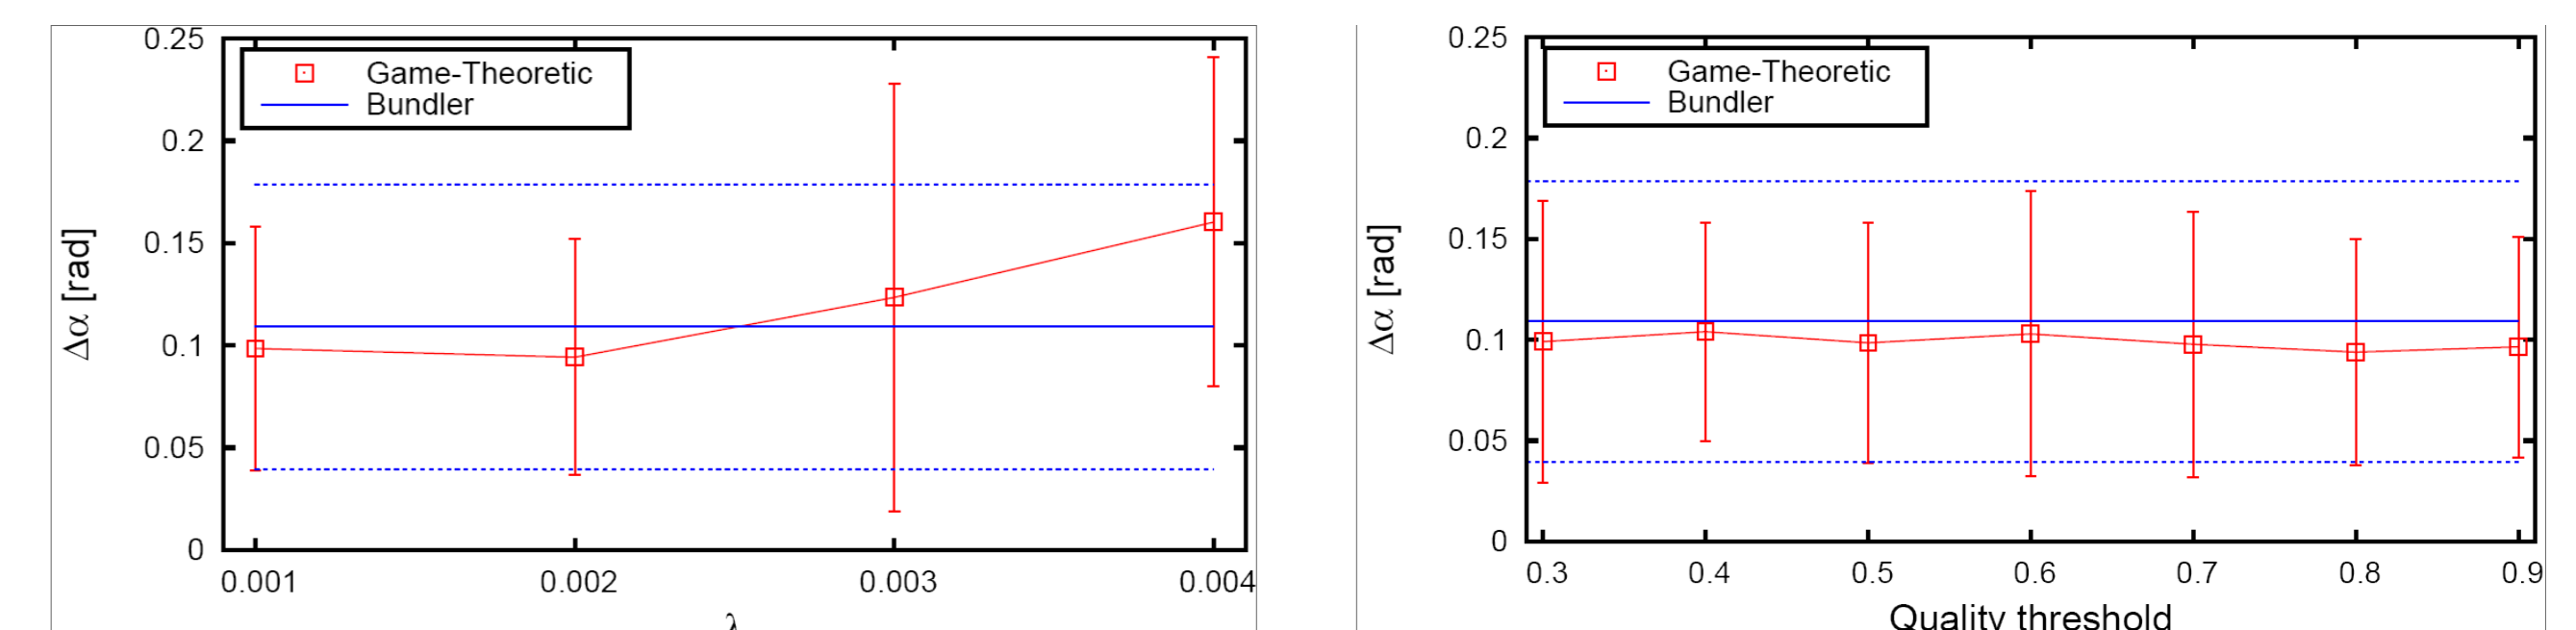 0.25
0.2
0.15
0.1
0.05
0
Δα [rad]
Game-Theoretic
Bundler
0.001 0.002 0.003 0.004
λ
0.25
0.2
0.15
0.1
0.05
0
Δα [rad]
Game-Theoretic
Bundler
0.3 0.4 0.5 0.6 0.7 0.8 0.9
Quality threshold